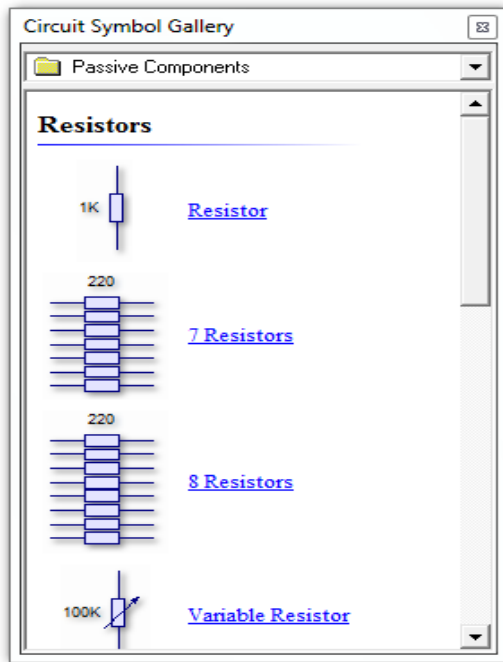 Circuit Symbol Gallery
Passive Components
Resistors
1K
Resistor
220
7 Resistors
220
8 Resistors
100K
Variable Resistor